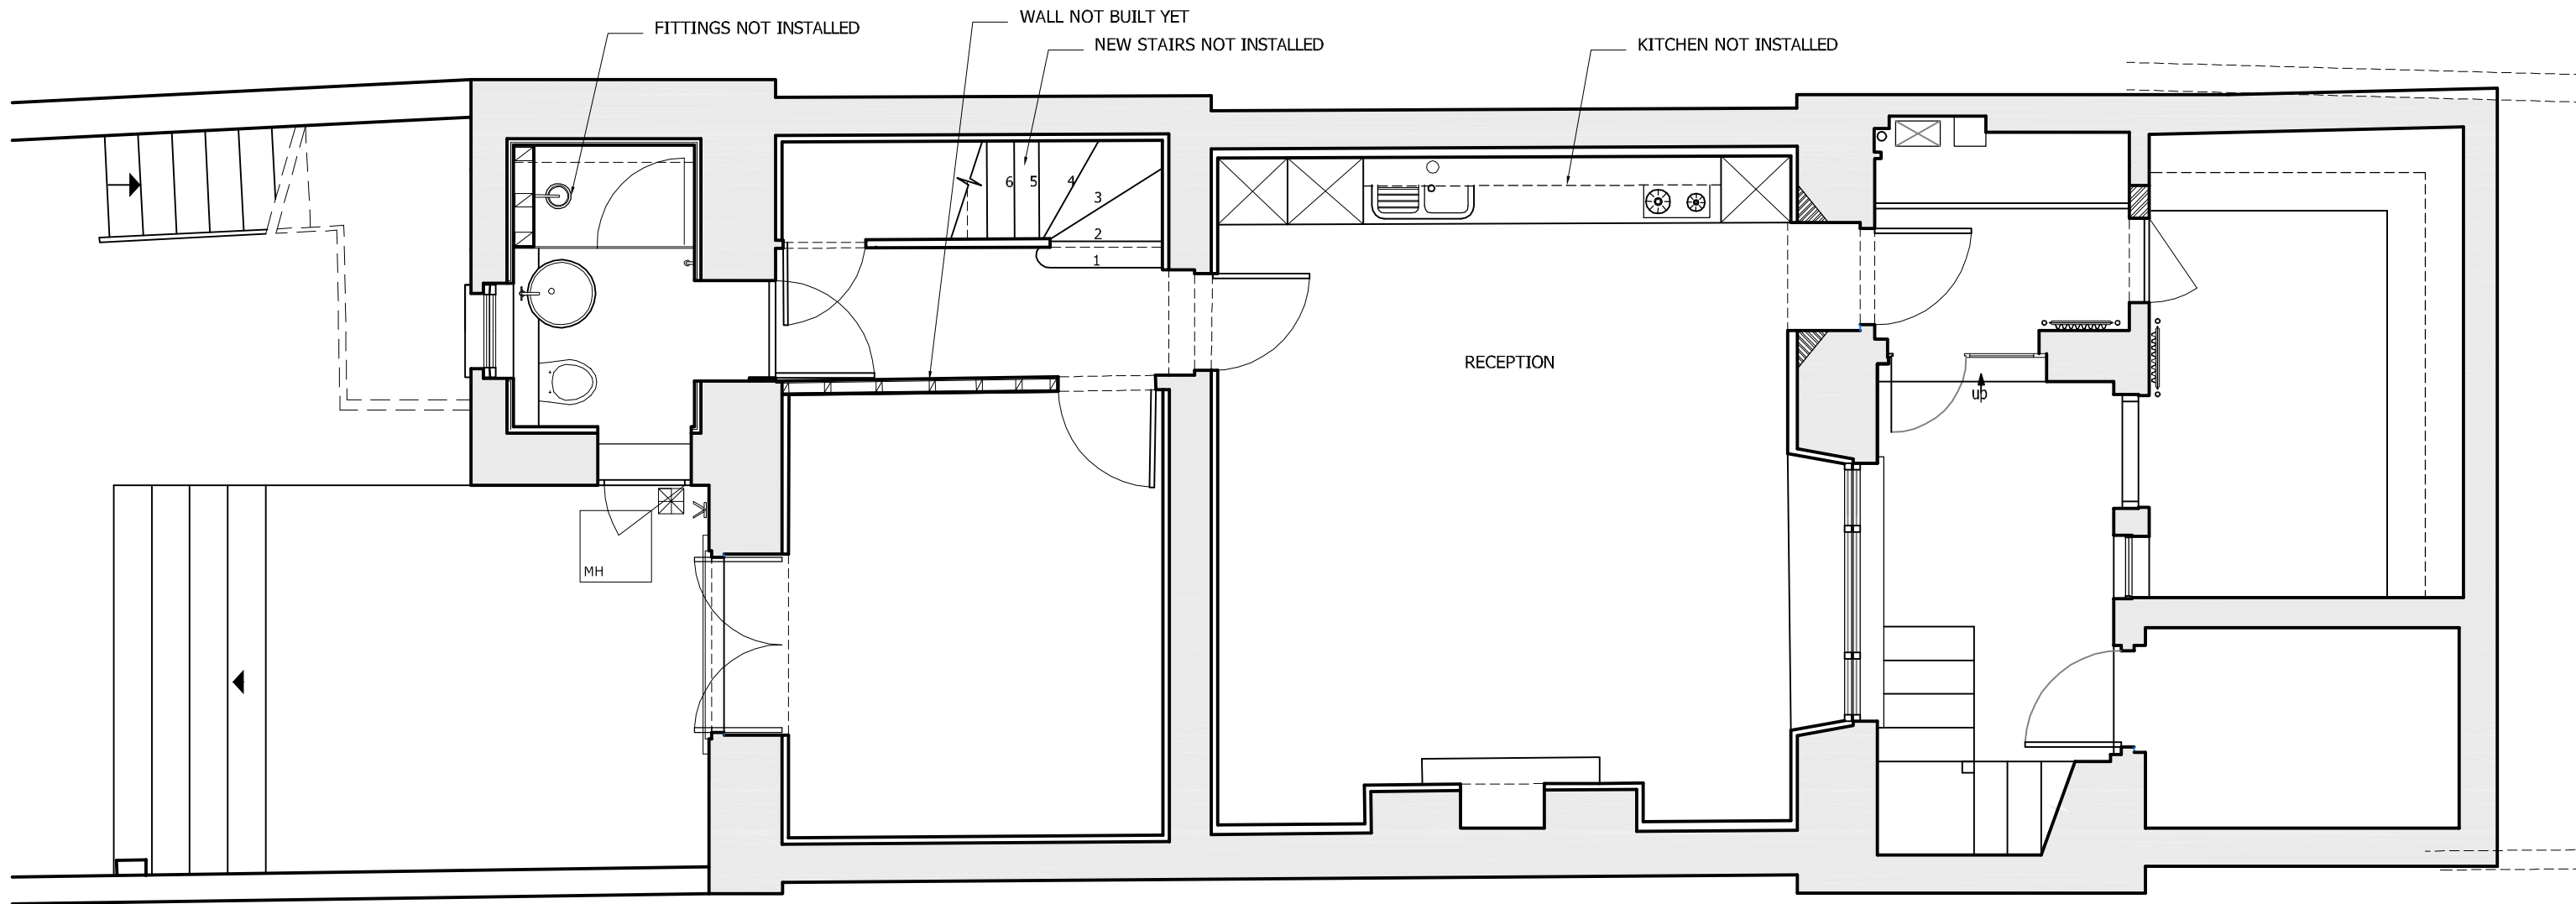 WALL NOT BUILT YET
FITTINGS NOT INSTALLED
NEW STAIRS NOT INSTALLED
KITCHEN NOT INSTALLED
6 5 4
3
2
1
RECEPTION
up
MH